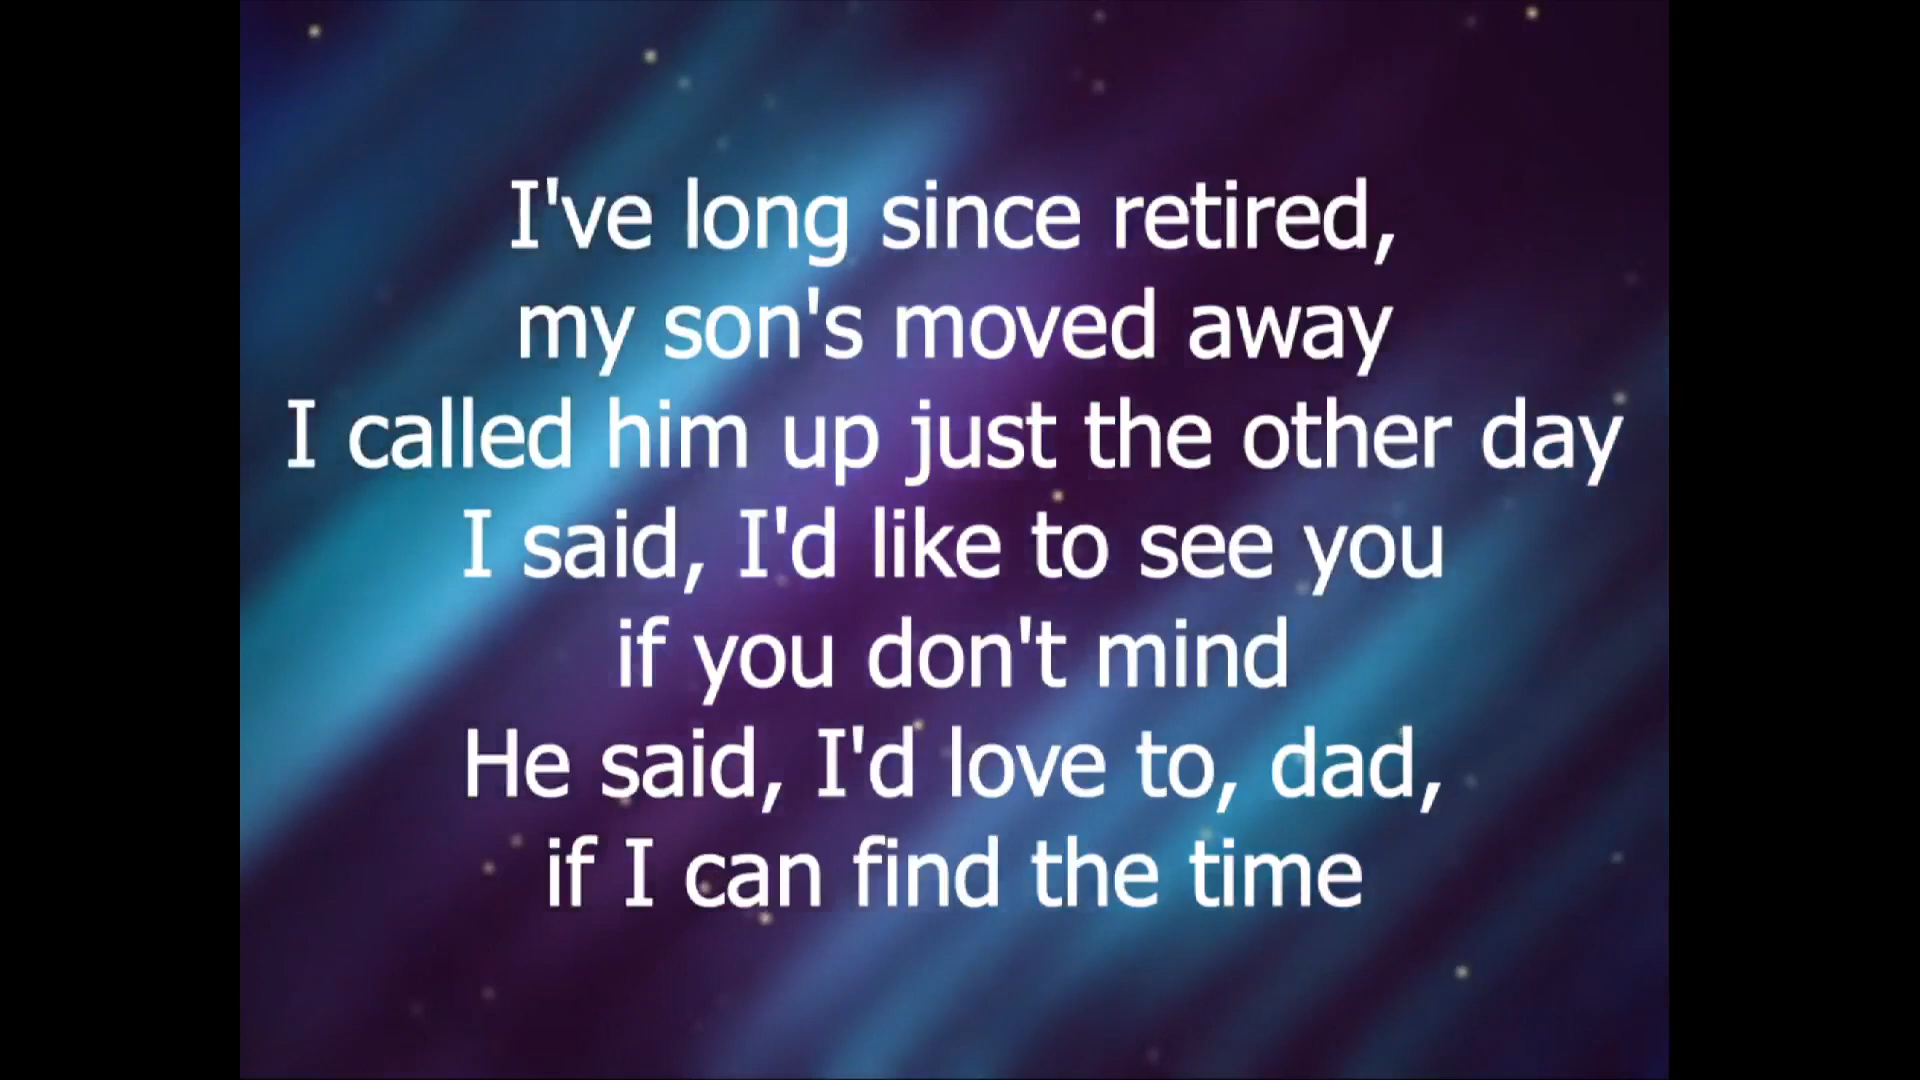 I've long since retired,
my son's moved away
I called him up just the other day
I said, I'd like to see you
if you don't mind
He said, I'd love to, dad,
if I can find the time